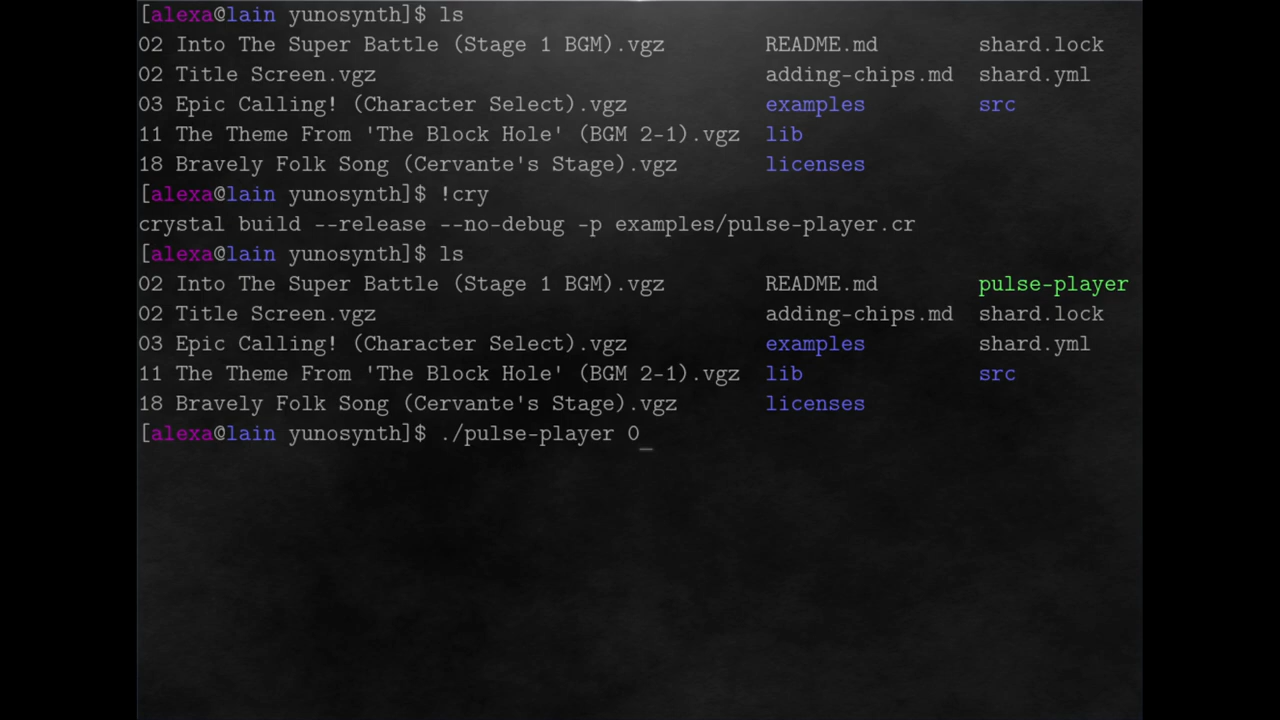 [alexa@lain yunosynth]$ ls
02 Into The Super Battle (Stage 1 BGM).vgz README.md shard.lock
02 Title Screen.vgz adding-chips.md shard.yml
03 Epic Calling! (Character Select).vgz examples src
11 The Theme From 'The Block Hole' (BGM 2-1).vgz lib
18 Bravely Folk Song (Cervante's Stage).vgz licenses
[alexa@lain yunosynth]$ !cry
crystal build --release --no-debug -p examples/pulse-player.cr
[alexa@lain yunosynth]$ ls
02 Into The Super Battle (Stage 1 BGM).vgz README.md pulse-player
02 Title Screen.vgz adding-chips.md shard.lock
03 Epic Calling! (Character Select).vgz examples shard.yml
11 The Theme From 'The Block Hole' (BGM 2-1).vgz lib src
18 Bravely Folk Song (Cervante's Stage).vgz licenses
[alexa@lain yunosynth]$ ./pulse-player 0_